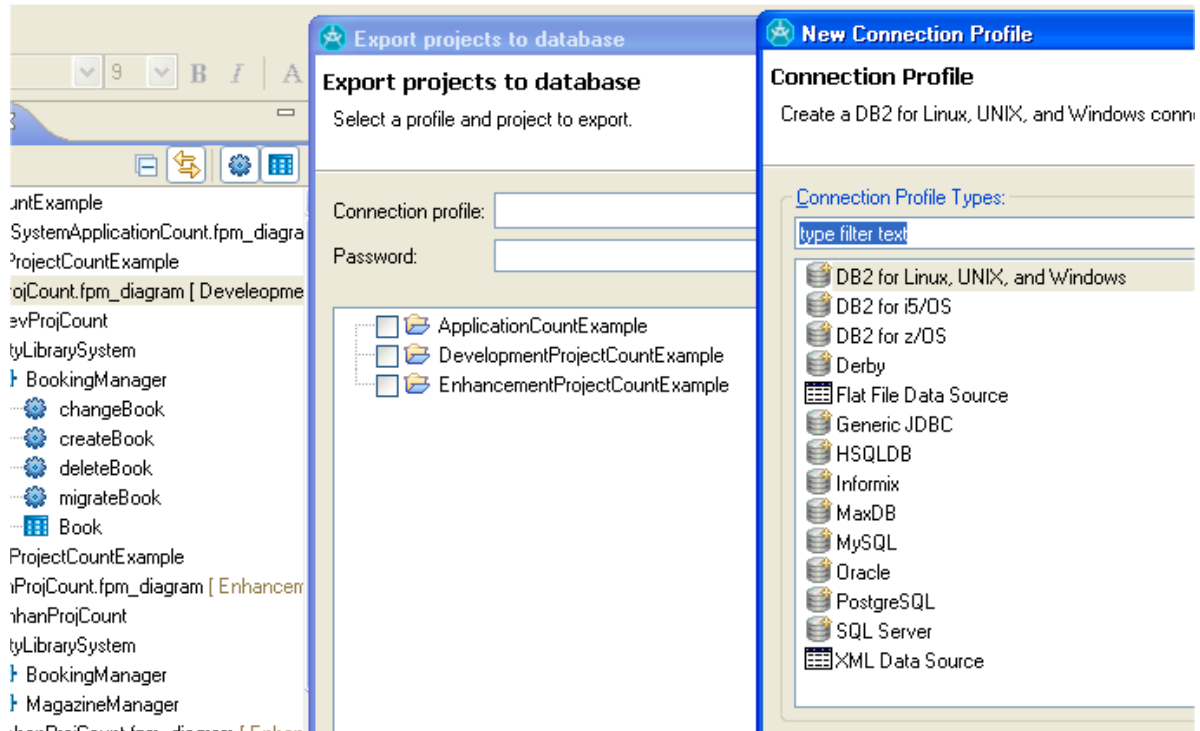 9 B I A
untExample
SystemApplicationCount.fpm_diagra
ProjectCountExample
ojCount.fpm_diagram [ Develeopme
evProjCount
tyLibrarySystem
BookingManager
changeBook
createBook
deleteBook
migrateBook
Book
ProjectCountExample
nProjCount.fpm_diagram [ Enhancem
nhanProjCount
tyLibrarySystem
BookingManager
MagazineManager
Export projects to database
Export projects to database
Select a profile and project to export.
Connection profile:
Password:
ApplicationCountExample
DevelopmentProjectCountExample
EnhancementProjectCountExample
New Connection Profile
Connection Profile
Create a DB2 for Linux, UNIX, and Windows conn
Connection Profile Types:
type filter text
DB2 for Linux, UNIX, and Windows
DB2 for i5/OS
DB2 for z/OS
Derby
Flat File Data Source
Generic JDBC
HSQLDB
Informix
MaxDB
MySQL
Oracle
PostgreSQL
SQL Server
XML Data Source